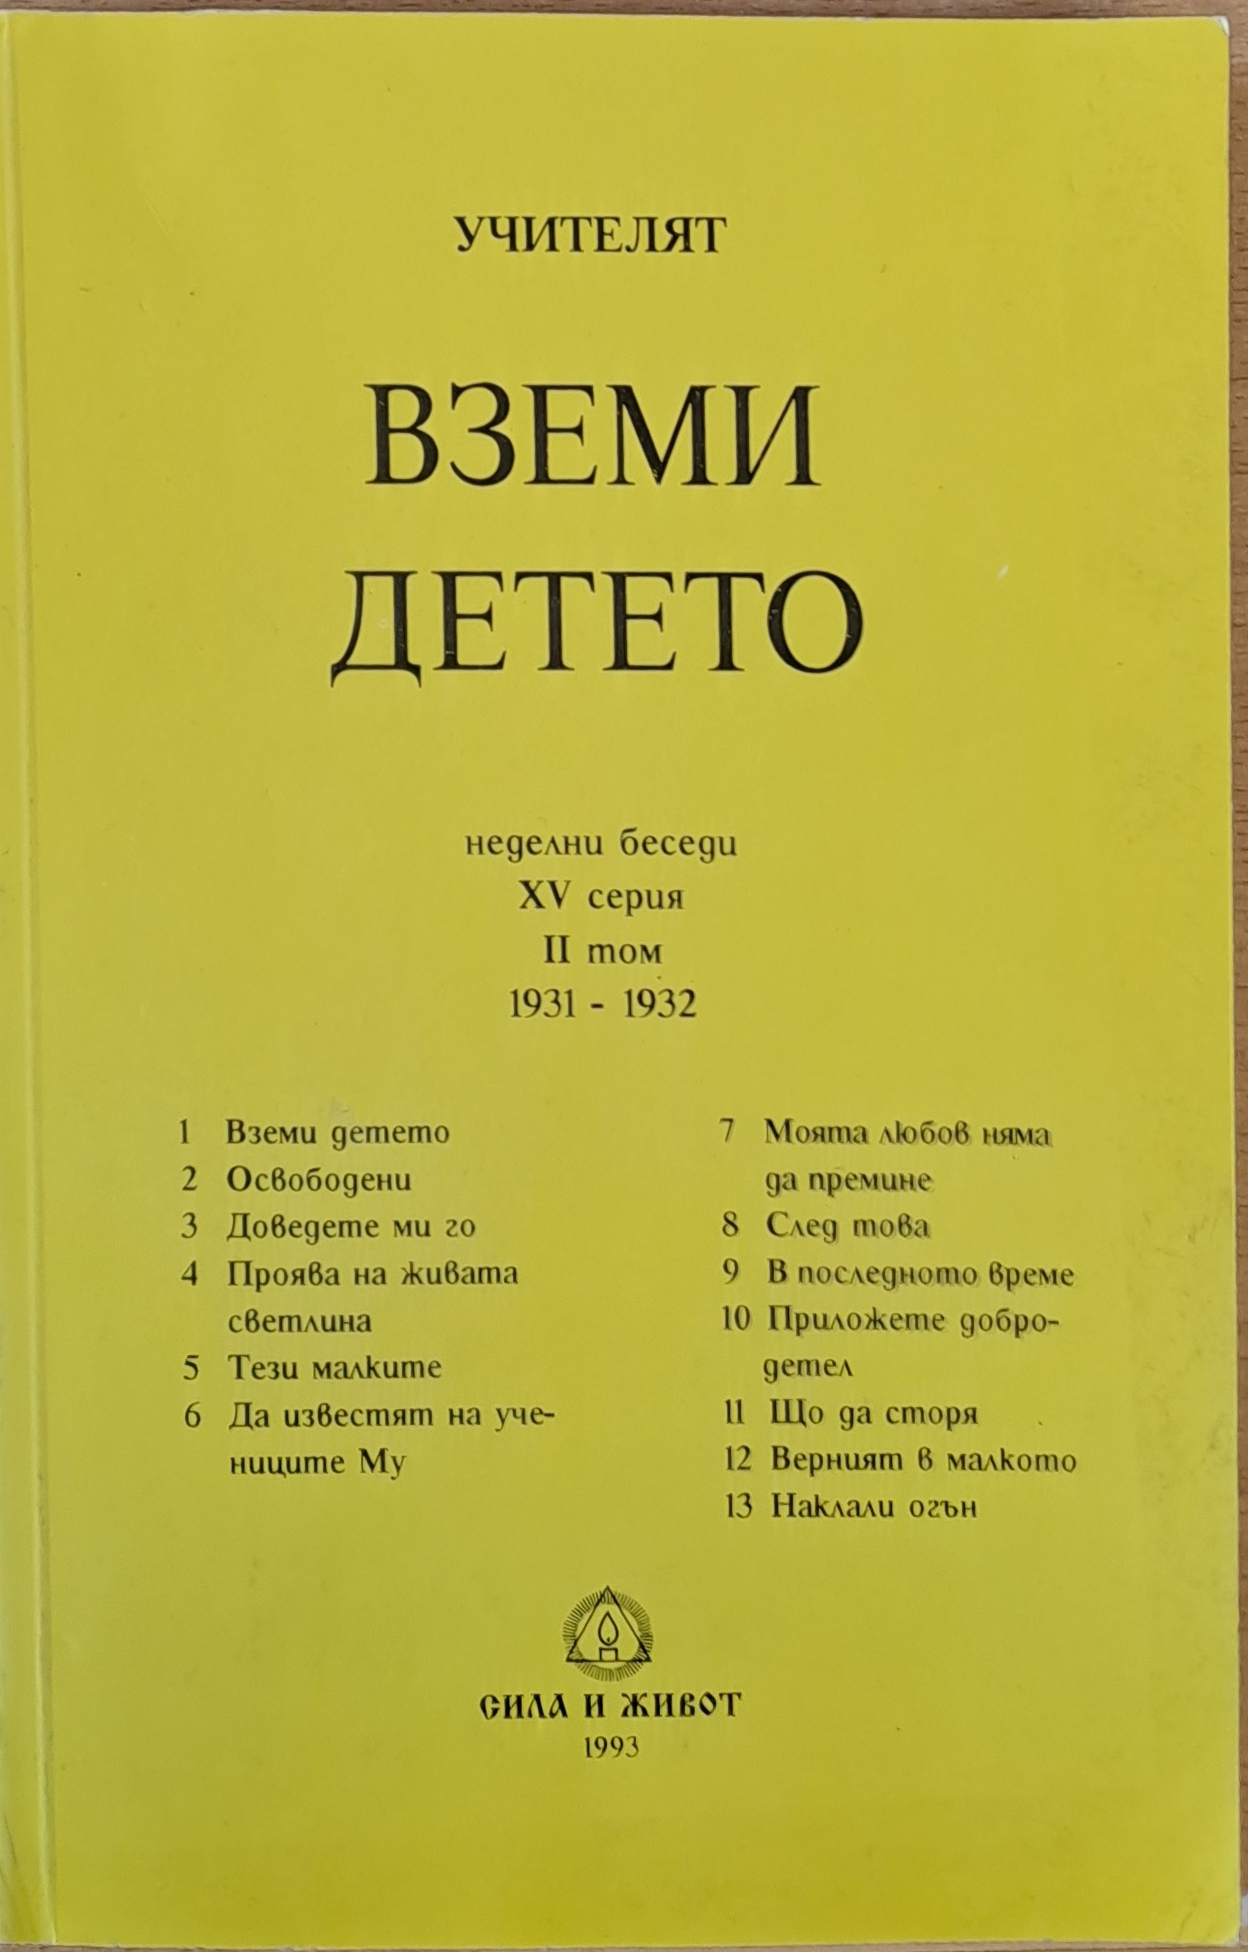 УЧИТЕЛЯТ
ВЗЕМИ
ДЕТЕТО
неделни беседи
XV серия
II том
1931 - 1932
1 Вземи детето
2 Освободени
3 Доведете ми го
4 Проява на живата
светлина
5 Тези малките
6 Да известят на уче-
ниците Му
7 Моята любов няма
да премине
8 След това
9 В последното време
10 Приложете добро-
детел
11 Що да сторя
12 Верният в малкото
13 Наклали огън
СИЛА И ЖИВОТ
1993